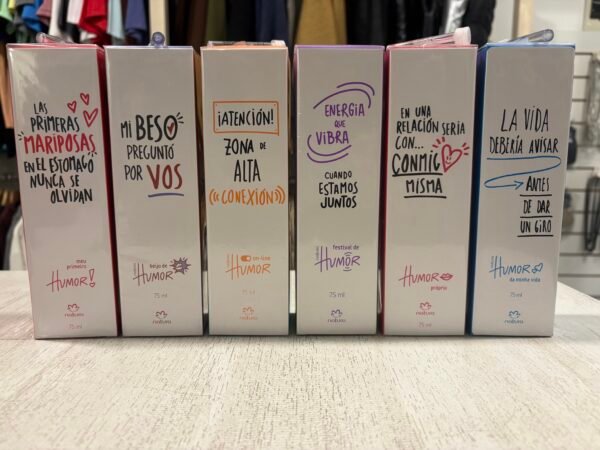 LAS
PRIMERAS
MARIPOSAS
EN EL ESTOMAGO
NUNCA SE
OLVIDAN
meu
primeiro
HUMOR!
natura
75 ml
MI BESO
PREGUNTÓ
POR VOS
beijo de
HUMOR
75 ml
natura
¡ATENCIÓN!
ZONA DE
ALTA
((CONEXIÓN))
on-line
HUMOR
75 ml
natura
ENERGIA
QUE
VIBRA
CUANDO
ESTAMOS
JUNTOS
festival de
HUMOR
75 ml
natura
EN UNA
RELACIÓN SERIA
CON...
CONMIGO
MISMA
HUMOR
próprio
75 ml
natura
LA VIDA
DEBERÍA AVISAR
ANTES
DE DAR
UN GIRO
HUMOR
da minha vida
75 ml
natura